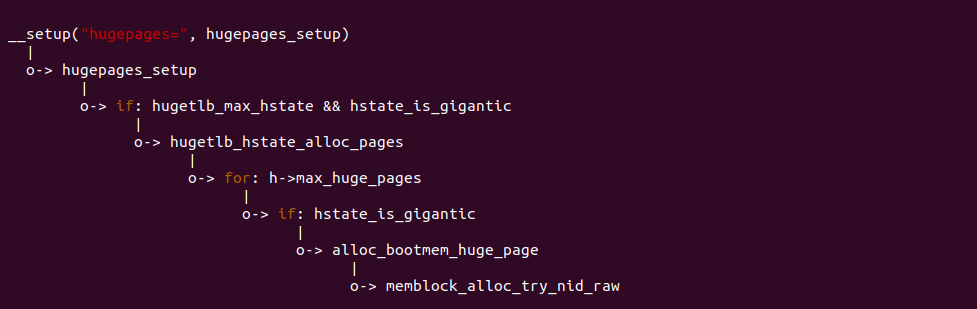 __setup("hugepages=", hugepages_setup)
|
o-> hugepages_setup
|
o-> if: hugetlb_max_hstate && hstate_is_gigantic
|
o-> hugetlb_hstate_alloc_pages
|
o-> for: h->max_huge_pages
|
o-> if: hstate_is_gigantic
|
o-> alloc_bootmem_huge_page
|
o-> memblock_alloc_try_nid_raw